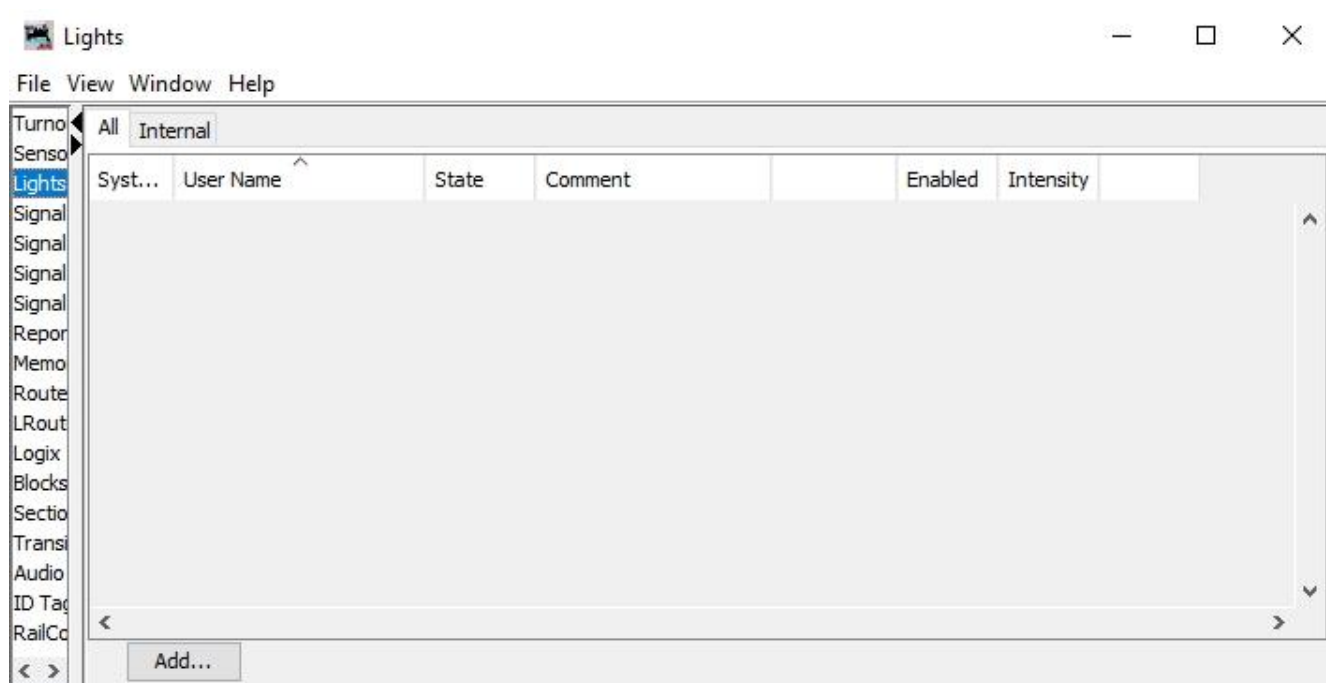 Lights
File View Window Help
Turno
Senso
Lights
Signal
Signal
Signal
Signal
Repor
Memo
Route
LRout
Logix
Blocks
Sectio
Transi
Audio
ID Tag
RailCo
All Internal
Syst... User Name State Comment Enabled Intensity
Add...